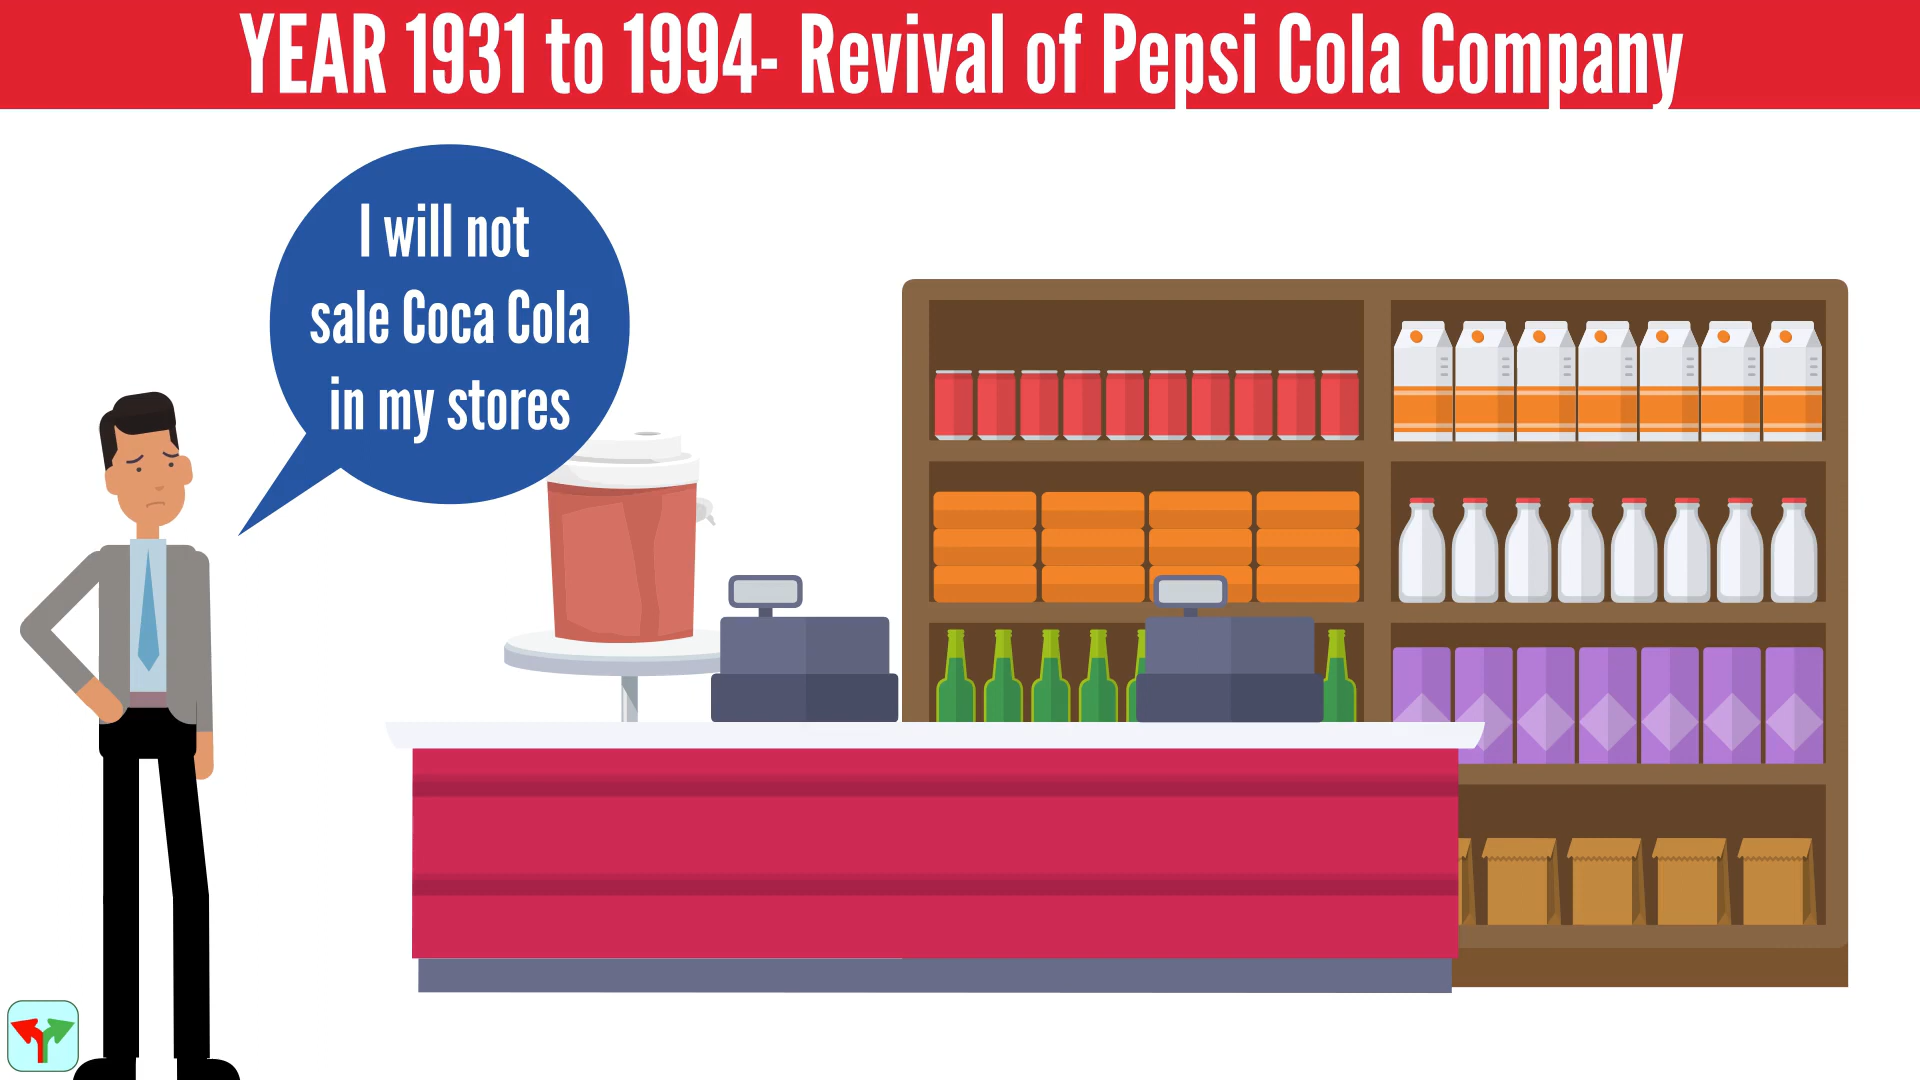 YEAR 1931 to 1994- Revival of Pepsi Cola Company
I will not
sale Coca Cola
in my stores